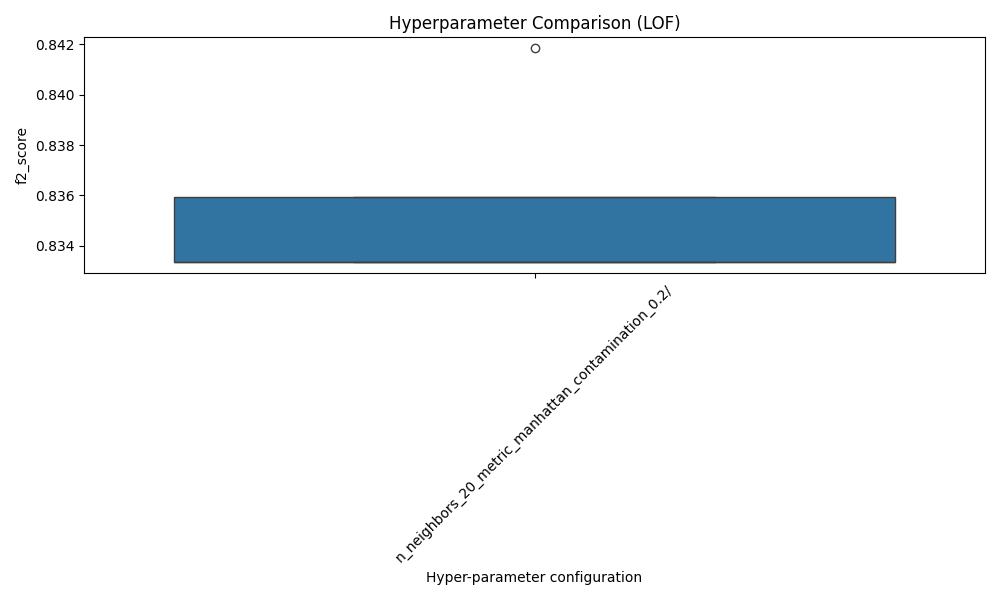 Hyperparameter Comparison (LOF)
0.842
0.840
0.838
0.836
0.834
f2_score
n_neighbors_20_metric_manhattan_contamination_0.2/
Hyper-parameter configuration